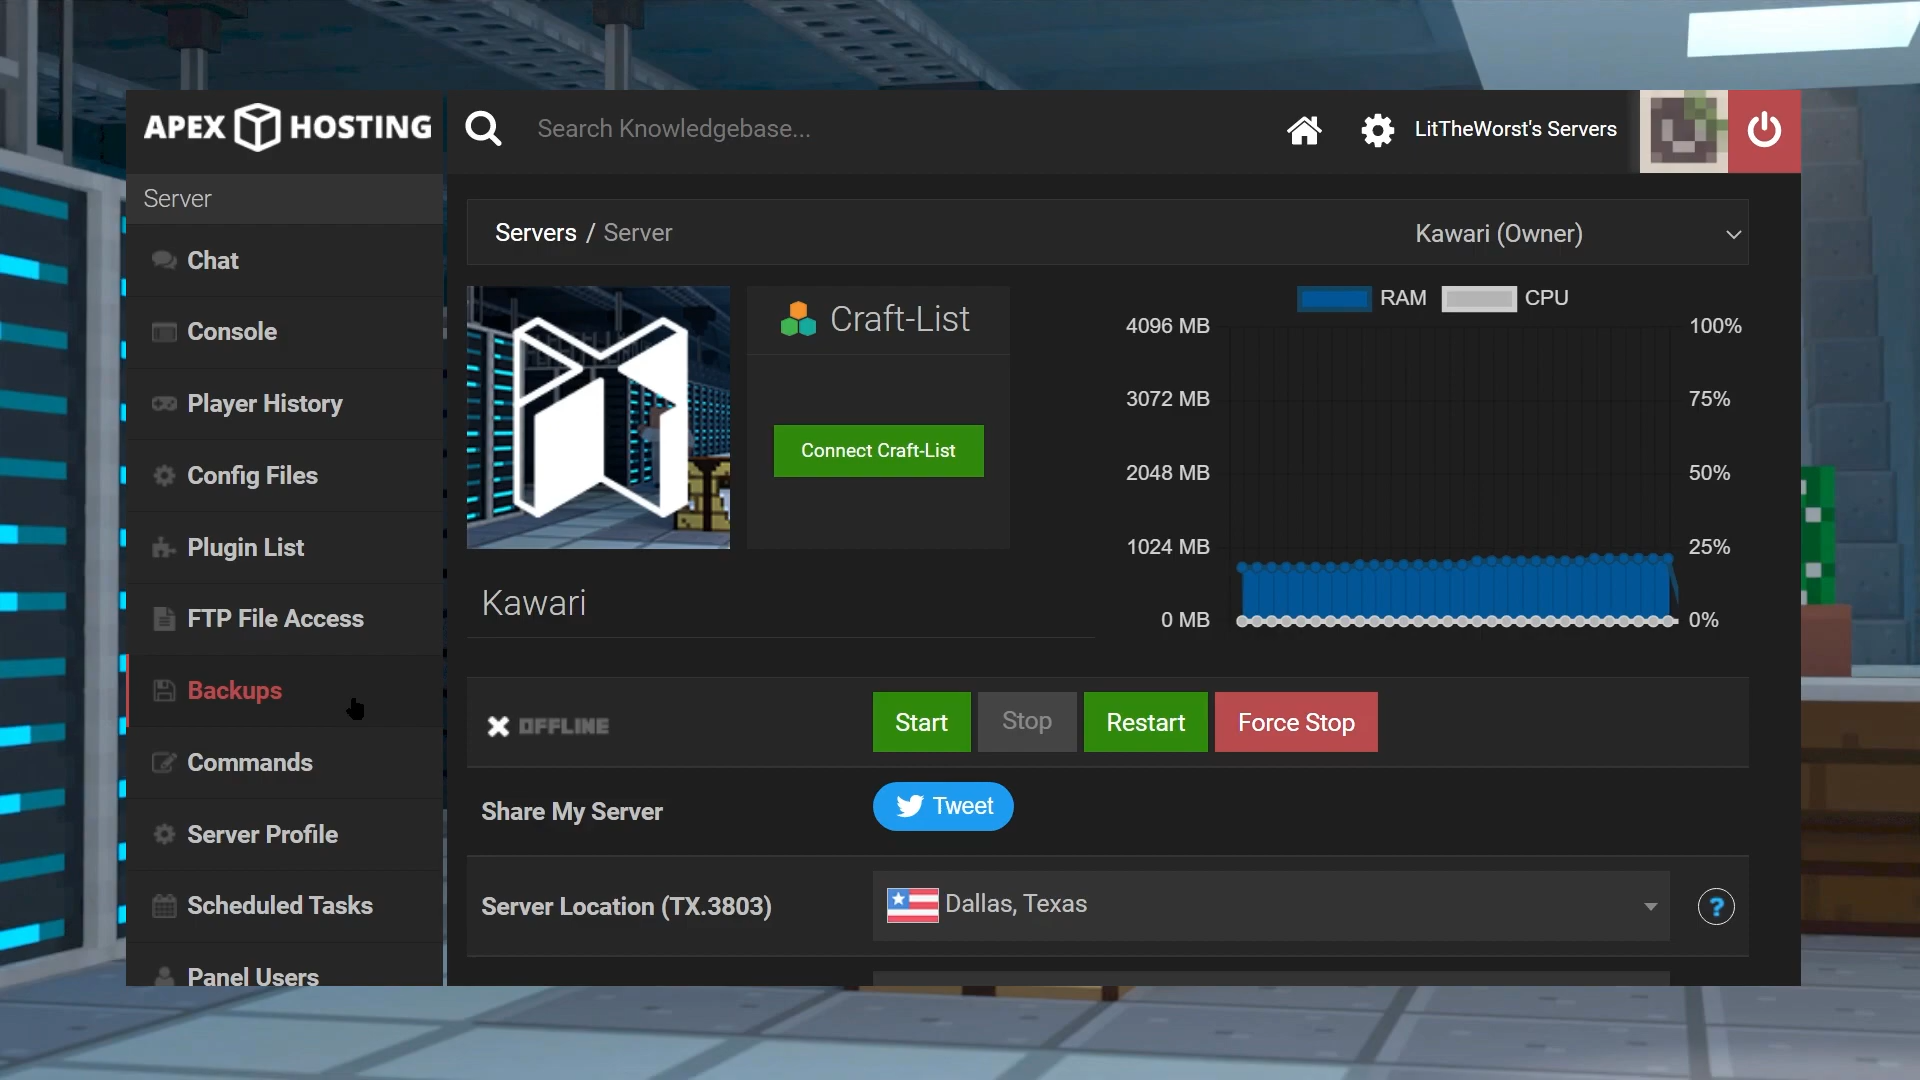 APEX HOSTING
Search Knowledgebase...
LitTheWorst's Servers
Server
Chat
Console
Player History
Config Files
Plugin List
FTP File Access
Backups
Commands
Server Profile
Scheduled Tasks
Panel Users
Servers / Server
Kawari (Owner)
Craft-List
Connect Craft-List
Kawari
RAM
CPU
4096 MB
100%
3072 MB
75%
2048 MB
50%
1024 MB
25%
0 MB
0%
OFFLINE
Start
Stop
Restart
Force Stop
Share My Server
Tweet
Server Location (TX.3803)
Dallas, Texas
?